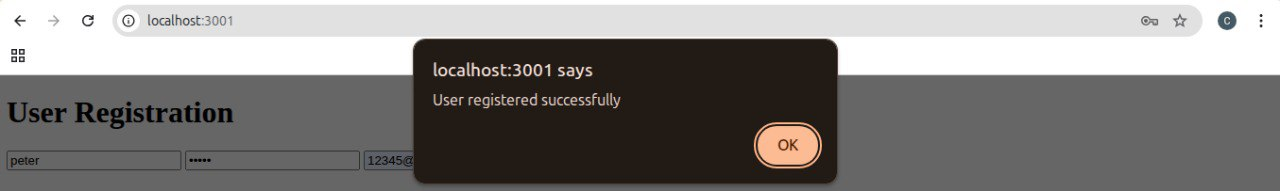 localhost:3001
C
localhost:3001 says
User registered successfully
OK
User Registration
peter ••••• 12345@